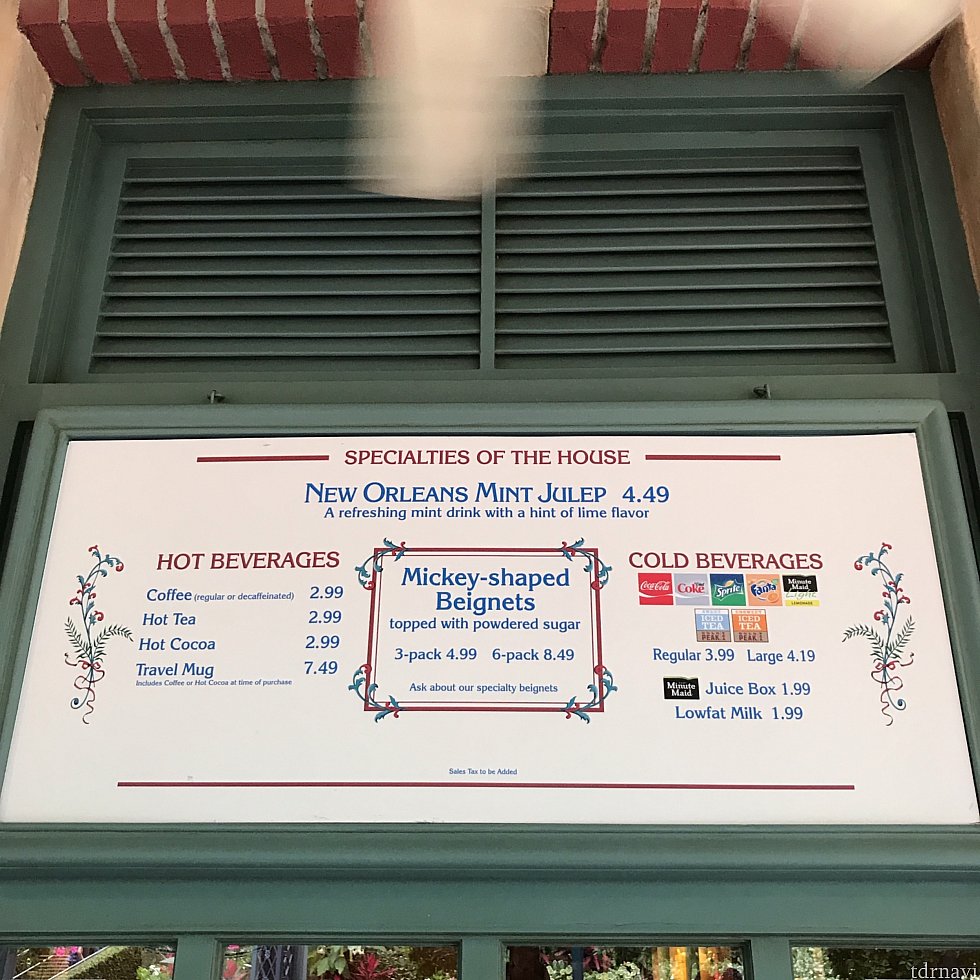 SPECIALTIES OF THE HOUSE
NEW ORLEANS MINT JULEP 4.49
A refreshing mint drink with a hint of lime flavor
HOT BEVERAGES
Coffee (regular or decaffeinated) 2.99
Hot Tea 2.99
Hot Cocoa 2.99
Travel Mug 7.49
Includes Coffee or Hot Cocoa at time of purchase
Mickey-shaped
Beignets
topped with powdered sugar
3-pack 4.99 6-pack 8.49
Ask about our specialty beignets
COLD BEVERAGES
Coca-Cola
Coke
Sprite
Fanta
Minute
Maid
Light
LEMONADE
ICED
TEA
PEAK
ICED
TEA
PEAK
Regular 3.99 Large 4.19
Minute
Maid
Juice Box 1.99
Lowfat Milk 1.99
Sales Tax to be Added
tdrnavi